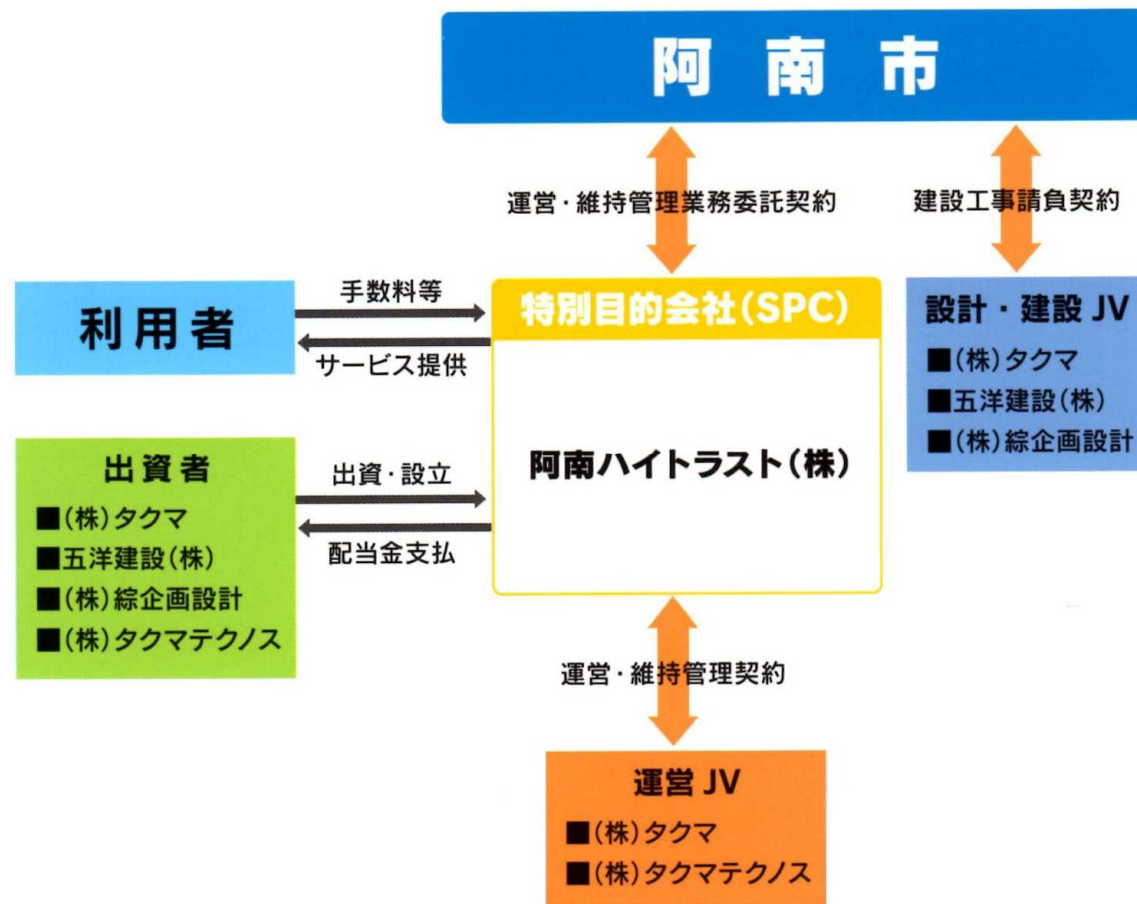 阿南市
運営・維持管理業務委託契約
建設工事請負契約
利用者
手数料等
サービス提供
特別目的会社(SPC)
阿南ハイトラスト(株)
設計・建設 JV
■(株)タクマ
■五洋建設(株)
■(株)綜企画設計
出資者
■(株)タクマ
■五洋建設(株)
■(株)綜企画設計
■(株)タクマテクノス
出資・設立
配当金支払
運営・維持管理契約
運営 JV
■(株)タクマ
■(株)タクマテクノス